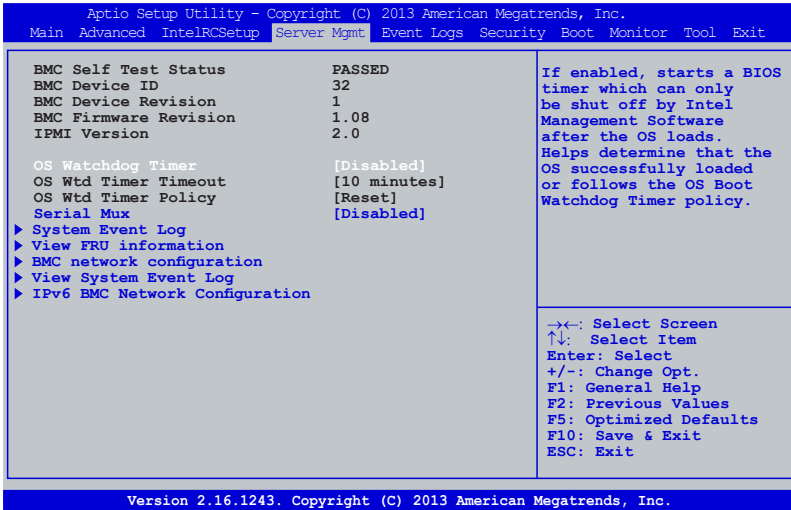 Aptio Setup Utility – Copyright (C) 2013 American Megatrends, Inc.
Main Advanced IntelRCSetup Server Mgmt Event Logs Security Boot Monitor Tool Exit
BMC Self Test Status PASSED
BMC Device ID 32
BMC Device Revision 1
BMC Firmware Revision 1.08
IPMI Version 2.0
OS Watchdog Timer [Disabled]
OS Wtd Timer Timeout [10 minutes]
OS Wtd Timer Policy [Reset]
Serial Mux [Disabled]
System Event Log
View FRU information
BMC network configuration
View System Event Log
IPv6 BMC Network Configuration
If enabled, starts a BIOS
timer which can only
be shut off by Intel
Management Software
after the OS loads.
Helps determine that the
OS successfully loaded
or follows the OS Boot
Watchdog Timer policy.
→←: Select Screen
↑↓: Select Item
Enter: Select
+/-: Change Opt.
F1: General Help
F2: Previous Values
F5: Optimized Defaults
F10: Save & Exit
ESC: Exit
Version 2.16.1243. Copyright (C) 2013 American Megatrends, Inc.